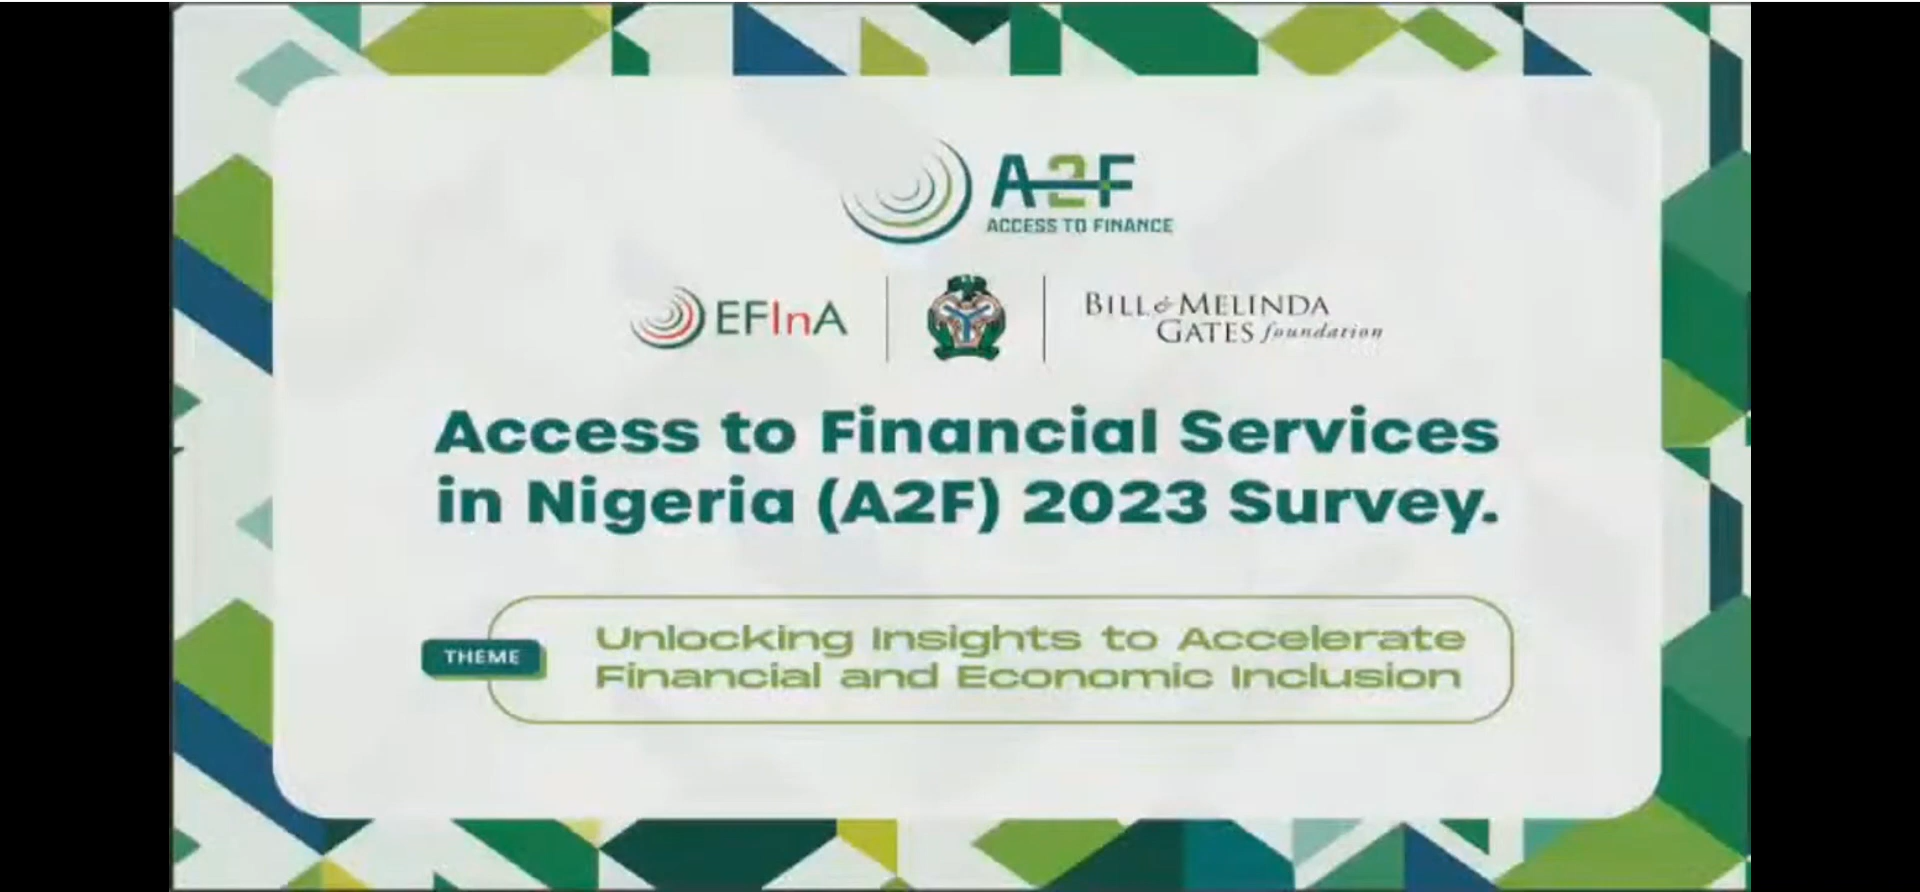 A2F
ACCESS TO FINANCE
EFInA
BILL & MELINDA
GATES foundation
Access to Financial Services
in Nigeria (A2F) 2023 Survey.
THEME
Unlocking Insights to Accelerate
Financial and Economic Inclusion